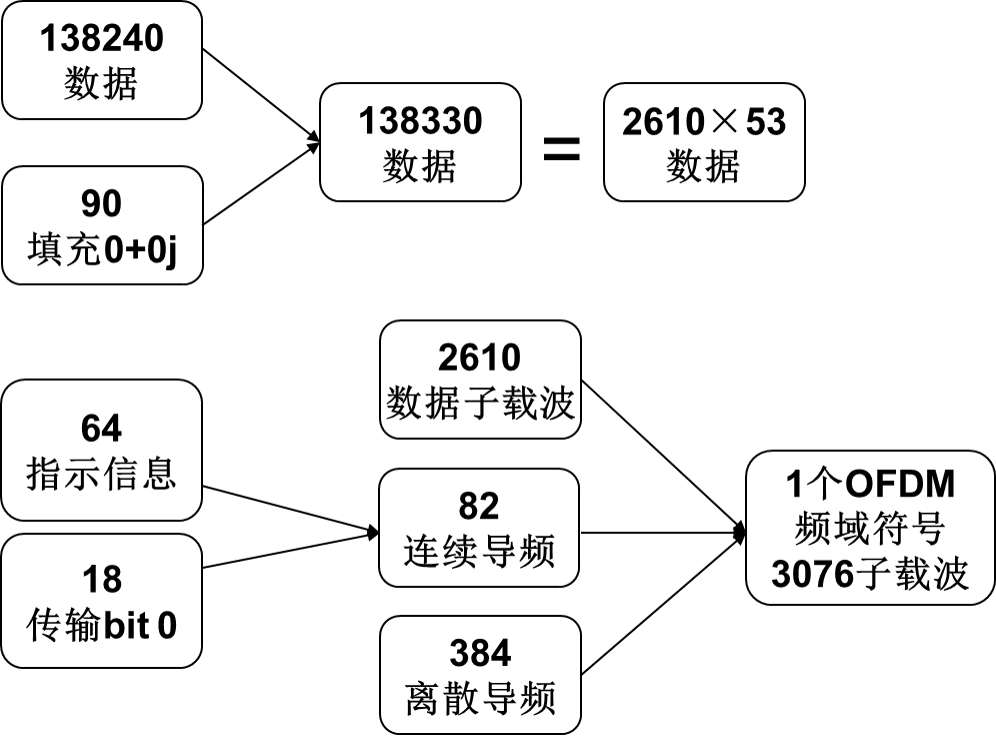 138240
数据
90
填充0+0j
138330
数据
=
2610×53
数据
64
指示信息
18
传输bit 0
2610
数据子载波
82
连续导频
384
离散导频
1个OFDM
频域符号
3076子载波